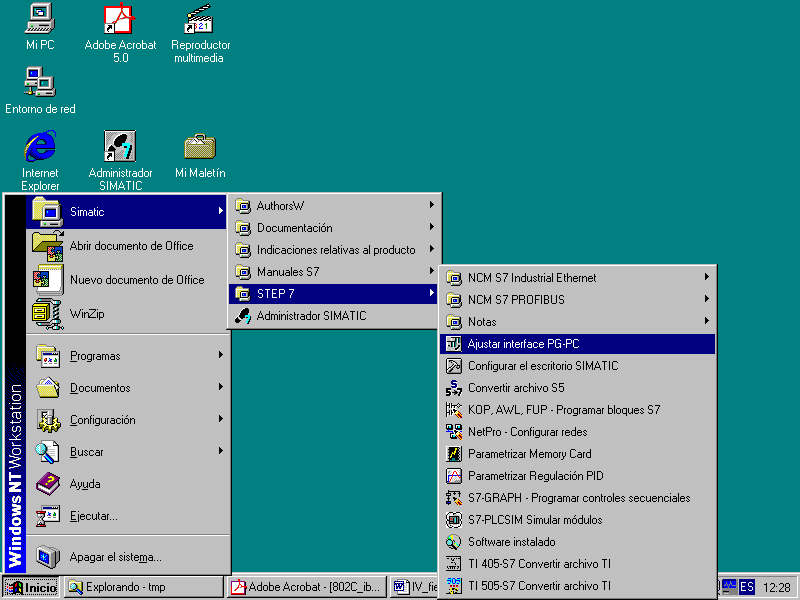 Mi PC
Adobe Acrobat
5.0
Reproductor
multimedia
Entorno de red
Internet
Explorer
Administrador
SIMATIC
Mi Maletín
Simatic
Abrir documento de Office
Nuevo documento de Office
WinZip
Programas
Documentos
Configuración
Buscar
Ayuda
Ejecutar...
Apagar el sistema...
Windows NT Workstation
AuthorsW
Documentación
Indicaciones relativas al producto
Manuales S7
STEP 7
Administrador SIMATIC
NCM S7 Industrial Ethernet
NCM S7 PROFIBUS
Notas
Ajustar interface PG-PC
Configurar el escritorio SIMATIC
Convertir archivo S5
KOP, AWL, FUP - Programar bloques S7
NetPro - Configurar redes
Parametrizar Memory Card
Parametrizar Regulación PID
S7-GRAPH - Programar controles secuenciales
S7-PLCSIM Simular módulos
Software instalado
TI 405-S7 Convertir archivo TI
TI 505-S7 Convertir archivo TI
Inicio
Explorando - tmp
Adobe Acrobat - [802C_ib...
IV_fie
ES
12:28